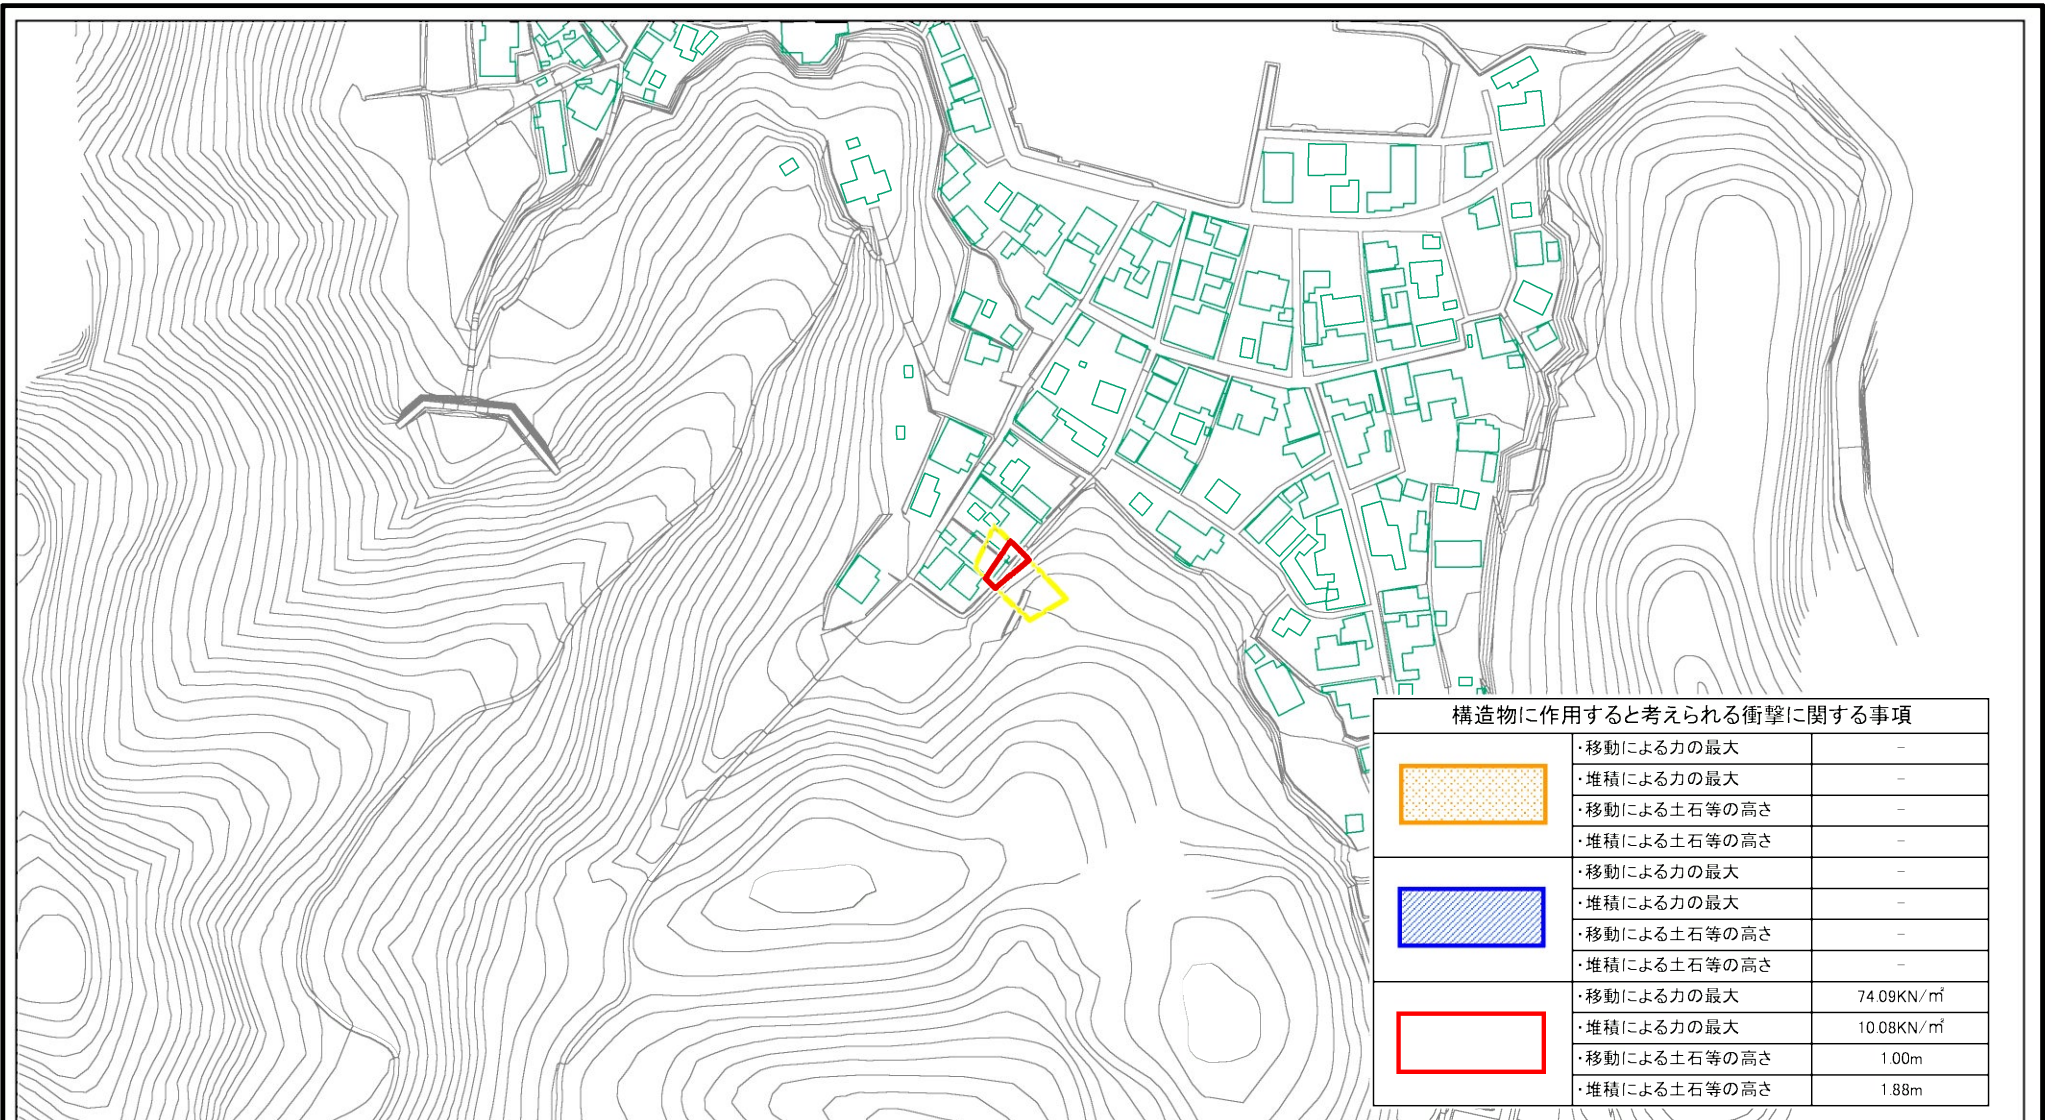 構造物に作用すると考えられる衝撃に関する事項
・移動による力の最大 －
・堆積による力の最大 －
・移動による土石等の高さ －
・堆積による土石等の高さ －
・移動による力の最大 －
・堆積による力の最大 －
・移動による土石等の高さ －
・堆積による土石等の高さ －
・移動による力の最大 74.09KN/㎡
・堆積による力の最大 10.08KN/㎡
・移動による土石等の高さ 1.00m
・堆積による土石等の高さ 1.88m